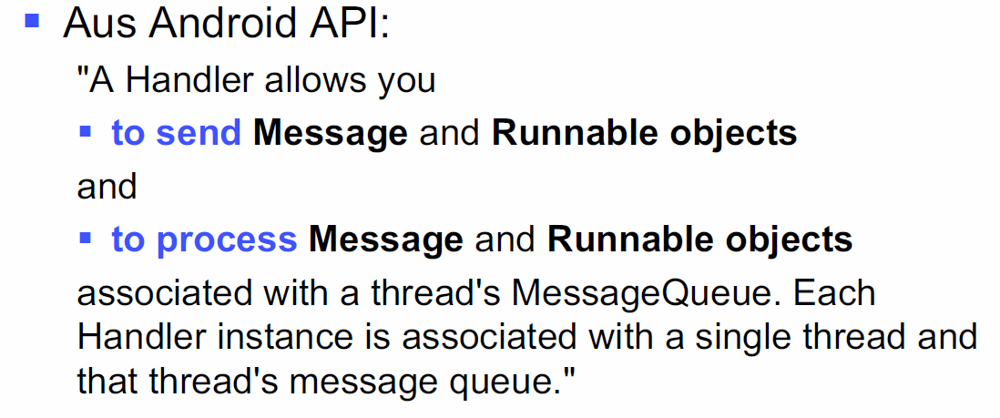 ▪ Aus Android API:
"A Handler allows you
▪ to send Message and Runnable objects
and
▪ to process Message and Runnable objects
associated with a thread's MessageQueue. Each
Handler instance is associated with a single thread and
that thread's message queue."